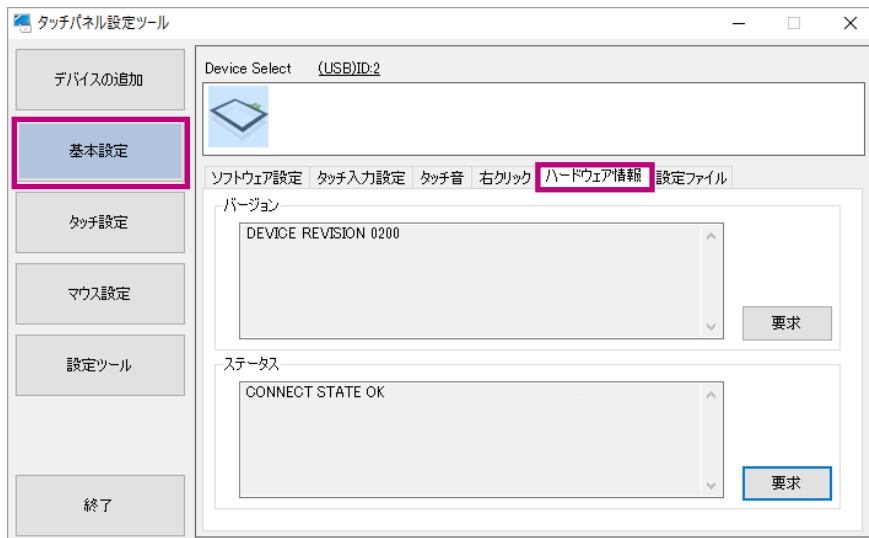 タッチパネル設定ツール
デバイスの追加
基本設定
タッチ設定
マウス設定
設定ツール
終了
Device Select (USB)ID:2
ソフトウェア設定 タッチ入力設定 タッチ音 右クリック ハードウェア情報 設定ファイル
バージョン
DEVICE REVISION 0200
要求
ステータス
CONNECT STATE OK
要求